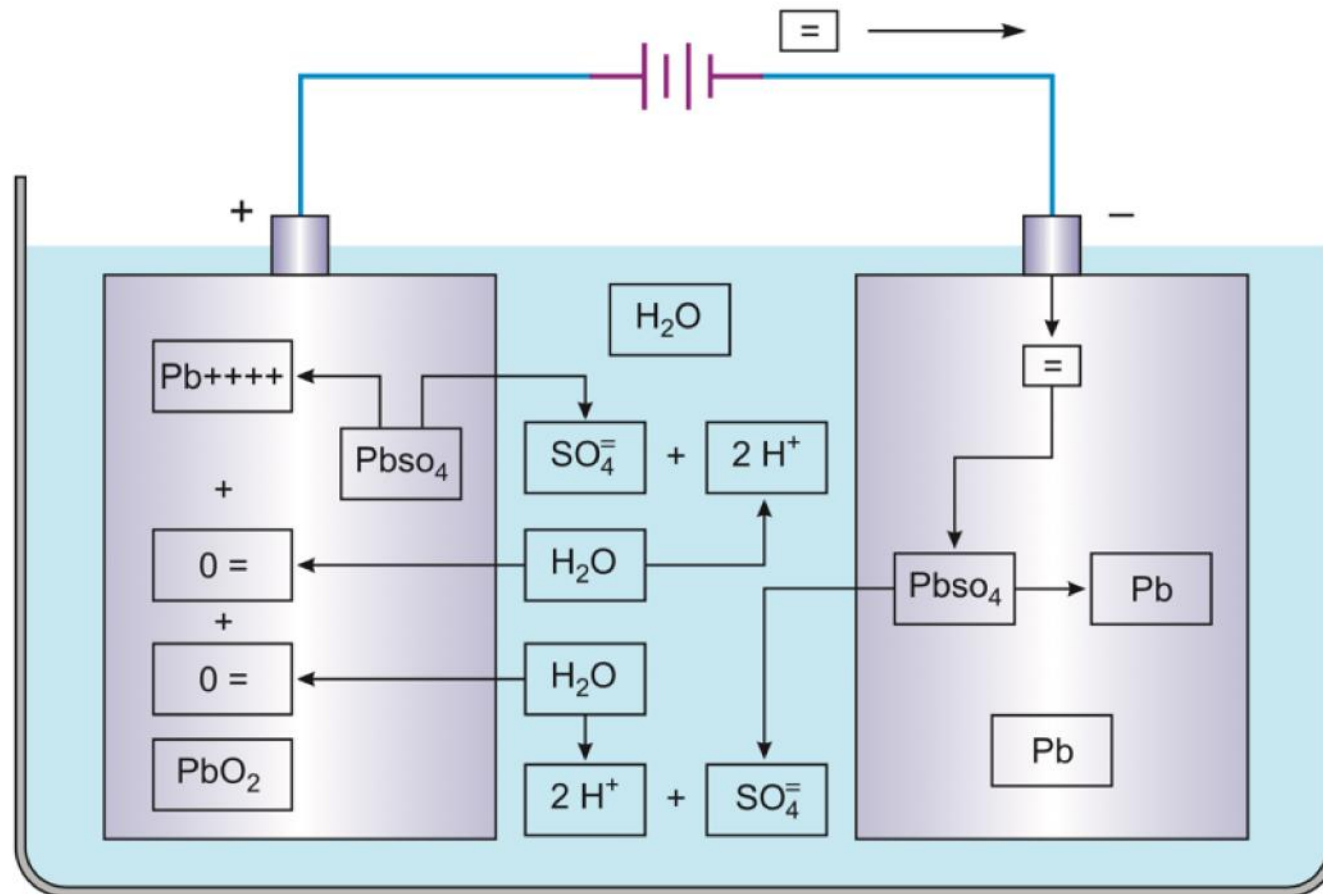 =
+
–
H₂O
=
Pb++++
Pbso₄
SO₄⁼ + 2 H⁺
+
0 =
H₂O
Pbso₄
Pb
+
0 =
H₂O
PbO₂
Pb
2 H⁺ + SO₄⁼